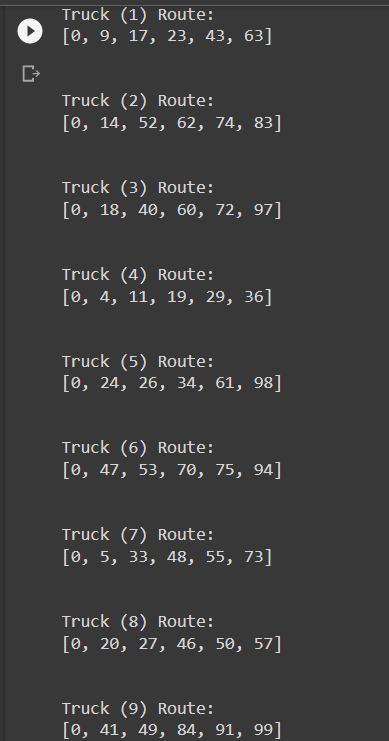 Truck (1) Route:
[0, 9, 17, 23, 43, 63]
Truck (2) Route:
[0, 14, 52, 62, 74, 83]
Truck (3) Route:
[0, 18, 40, 60, 72, 97]
Truck (4) Route:
[0, 4, 11, 19, 29, 36]
Truck (5) Route:
[0, 24, 26, 34, 61, 98]
Truck (6) Route:
[0, 47, 53, 70, 75, 94]
Truck (7) Route:
[0, 5, 33, 48, 55, 73]
Truck (8) Route:
[0, 20, 27, 46, 50, 57]
Truck (9) Route:
[0, 41, 49, 84, 91, 99]